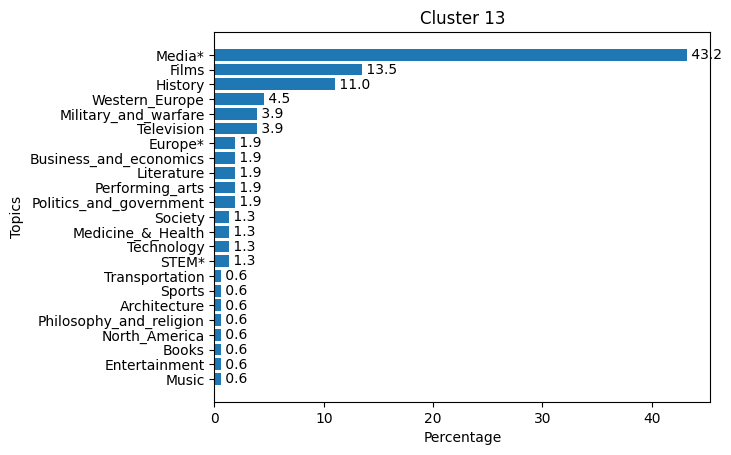 Cluster 13
Media* 43.2
Films 13.5
History 11.0
Western_Europe 4.5
Military_and_warfare 3.9
Television 3.9
Europe* 1.9
Business_and_economics 1.9
Literature 1.9
Performing_arts 1.9
Politics_and_government 1.9
Society 1.3
Medicine_&_Health 1.3
Technology 1.3
STEM* 1.3
Transportation 0.6
Sports 0.6
Architecture 0.6
Philosophy_and_religion 0.6
North_America 0.6
Books 0.6
Entertainment 0.6
Music 0.6
Topics
0 10 20 30 40
Percentage